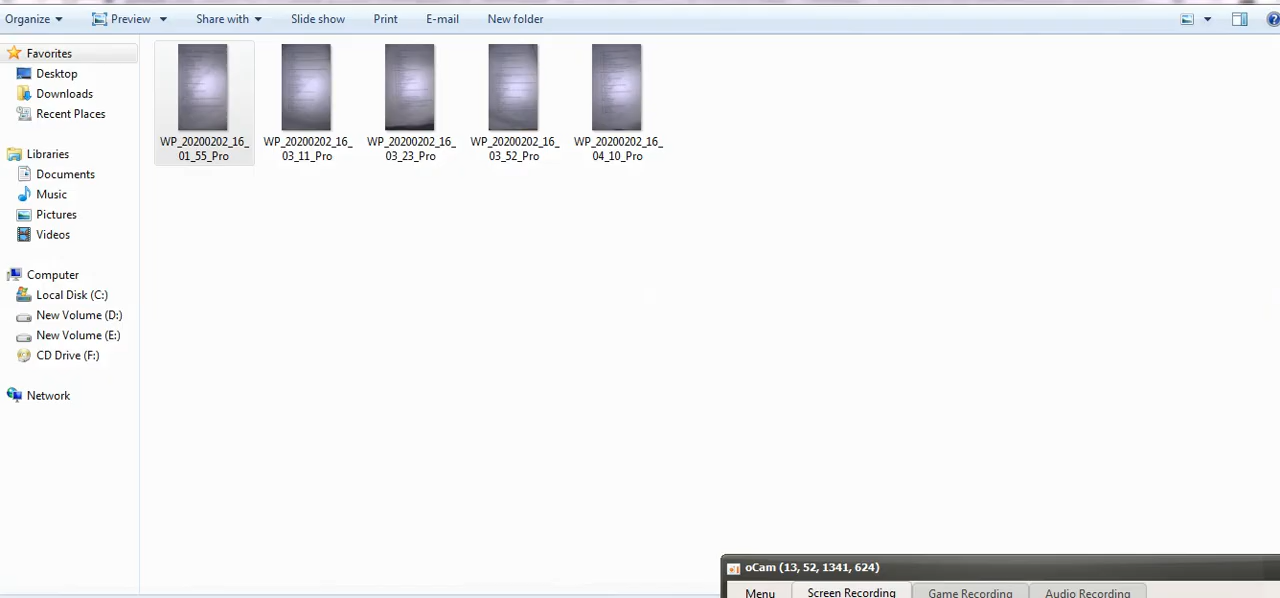 Organize Preview Share with Slide show Print E-mail New folder
Favorites
Desktop
Downloads
Recent Places
Libraries
Documents
Music
Pictures
Videos
Computer
Local Disk (C:)
New Volume (D:)
New Volume (E:)
CD Drive (F:)
Network
WP_20200202_16_
01_55_Pro
WP_20200202_16_
03_11_Pro
WP_20200202_16_
03_23_Pro
WP_20200202_16_
03_52_Pro
WP_20200202_16_
04_10_Pro
oCam (13, 52, 1341, 624)
Menu Screen Recording Game Recording Audio Recording